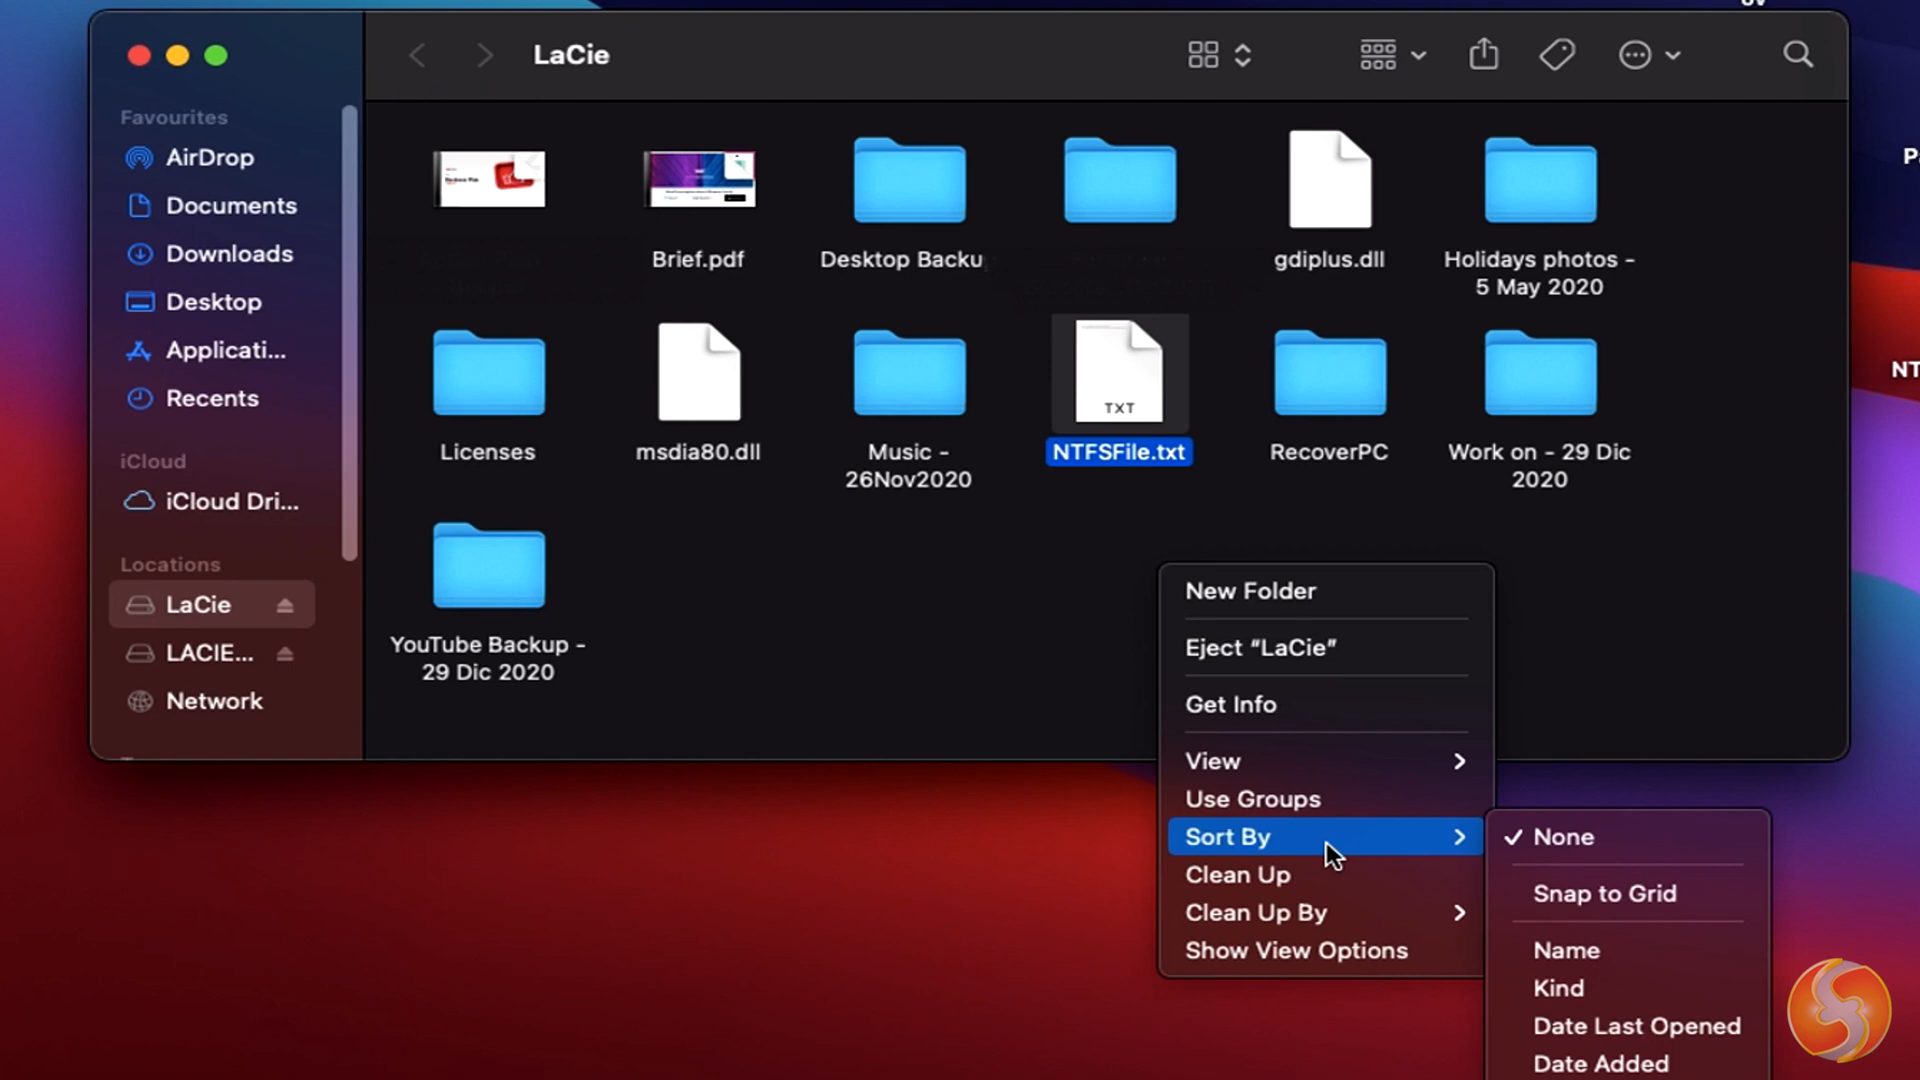 LaCie
Favourites
AirDrop
Documents
Downloads
Desktop
Applicati...
Recents
iCloud
iCloud Dri...
Locations
LaCie
LACIE...
Network
Brief.pdf
Desktop Backu
gdiplus.dll
Holidays photos -
5 May 2020
Licenses
msdia80.dll
Music -
26Nov2020
TXT
NTFSFile.txt
RecoverPC
Work on - 29 Dic
2020
YouTube Backup -
29 Dic 2020
New Folder
Eject “LaCie”
Get Info
View
Use Groups
Sort By
Clean Up
Clean Up By
Show View Options
✓ None
Snap to Grid
Name
Kind
Date Last Opened
Date Added
NT